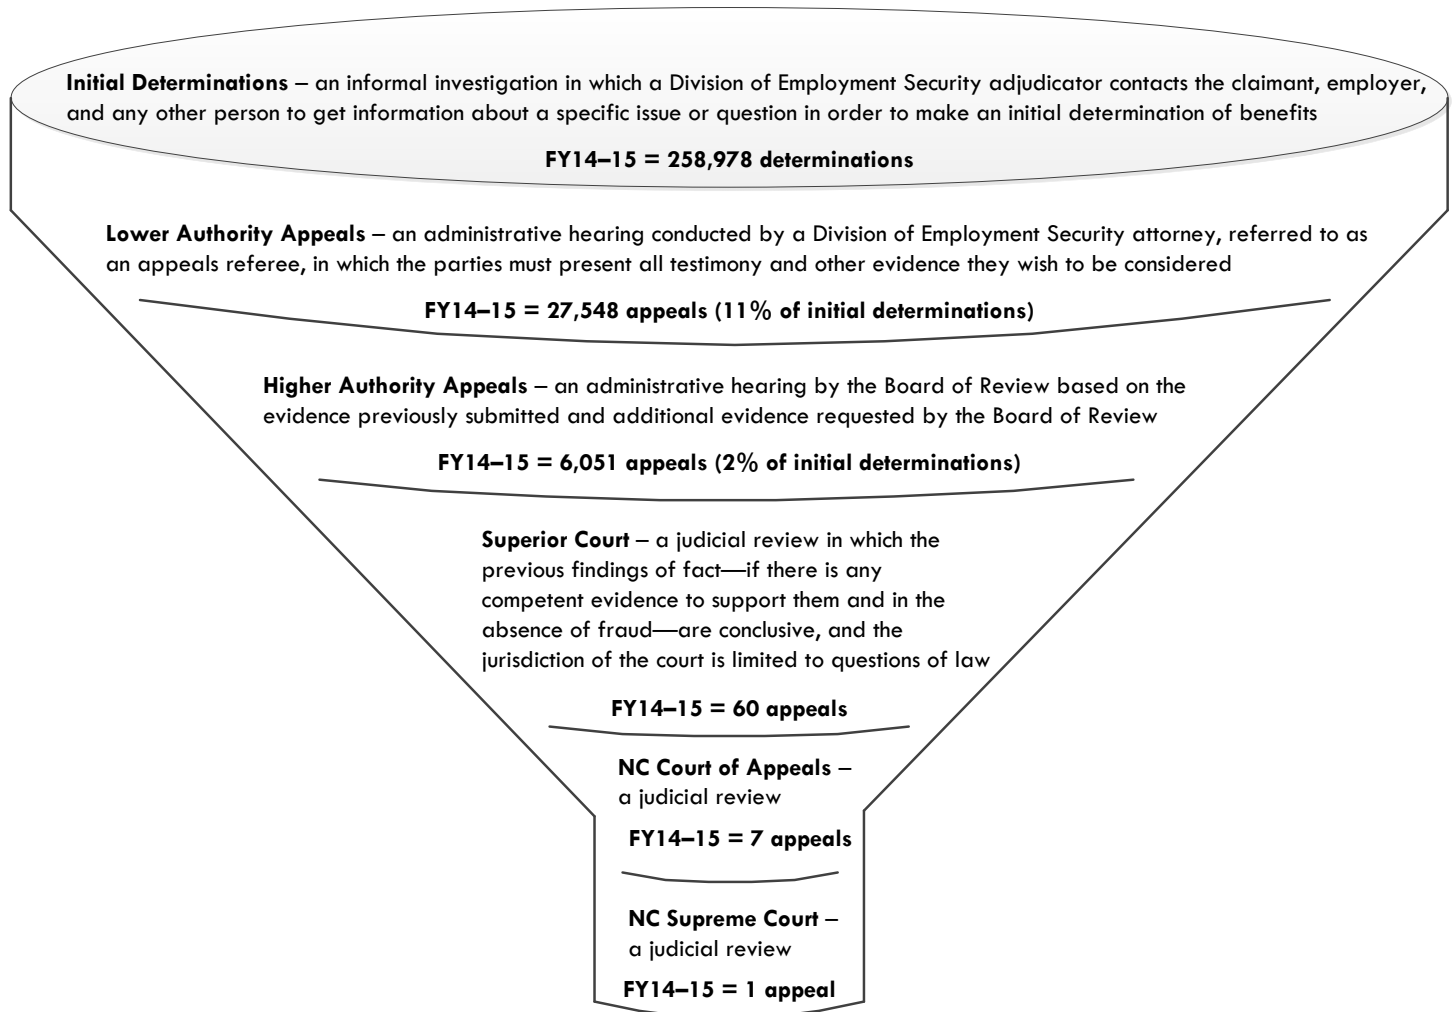 Initial Determinations – an informal investigation in which a Division of Employment Security adjudicator contacts the claimant, employer,
and any other person to get information about a specific issue or question in order to make an initial determination of benefits
FY14–15 = 258,978 determinations
Lower Authority Appeals – an administrative hearing conducted by a Division of Employment Security attorney, referred to as
an appeals referee, in which the parties must present all testimony and other evidence they wish to be considered
FY14–15 = 27,548 appeals (11% of initial determinations)
Higher Authority Appeals – an administrative hearing by the Board of Review based on the
evidence previously submitted and additional evidence requested by the Board of Review
FY14–15 = 6,051 appeals (2% of initial determinations)
Superior Court – a judicial review in which the
previous findings of fact—if there is any
competent evidence to support them and in the
absence of fraud—are conclusive, and the
jurisdiction of the court is limited to questions of law
FY14–15 = 60 appeals
NC Court of Appeals –
a judicial review
FY14–15 = 7 appeals
NC Supreme Court –
a judicial review
FY14–15 = 1 appeal